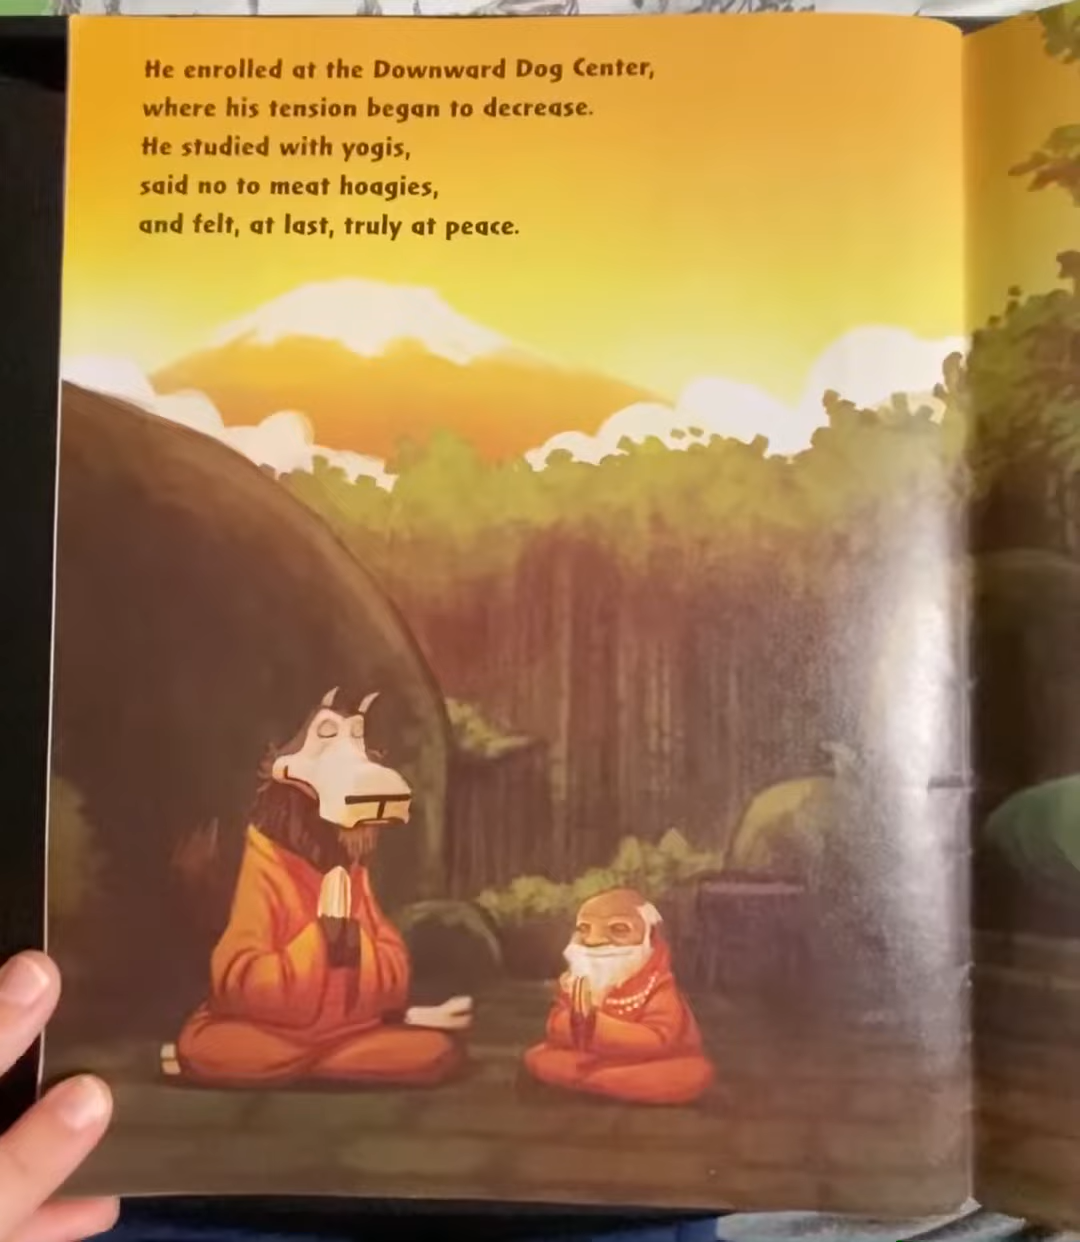 He enrolled at the Downward Dog Center,
where his tension began to decrease.
He studied with yogis,
said no to meat hoagies,
and felt, at last, truly at peace.